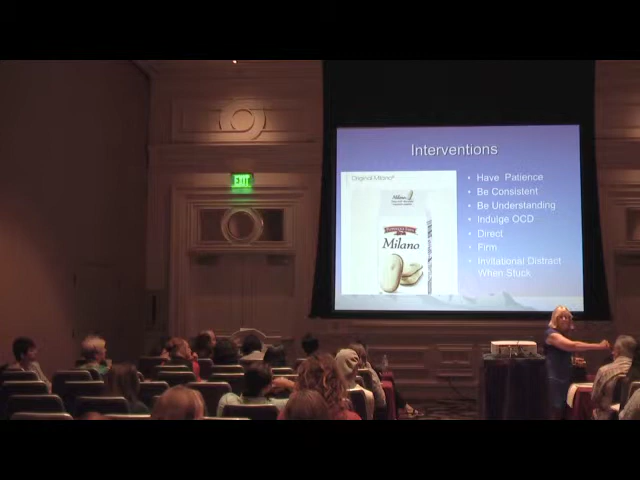 Interventions
Original Milano®
Have Patience
Be Consistent
Be Understanding
Indulge OCD
Direct
Firm
Invitational Distract
When Stuck
Milano
Milano
EXIT